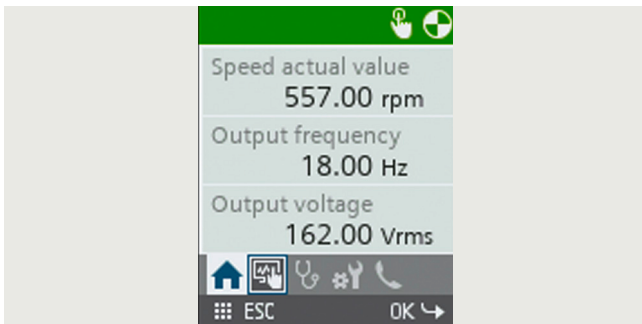 Speed actual value
557.00 rpm
Output frequency
18.00 Hz
Output voltage
162.00 Vrms
ESC OK